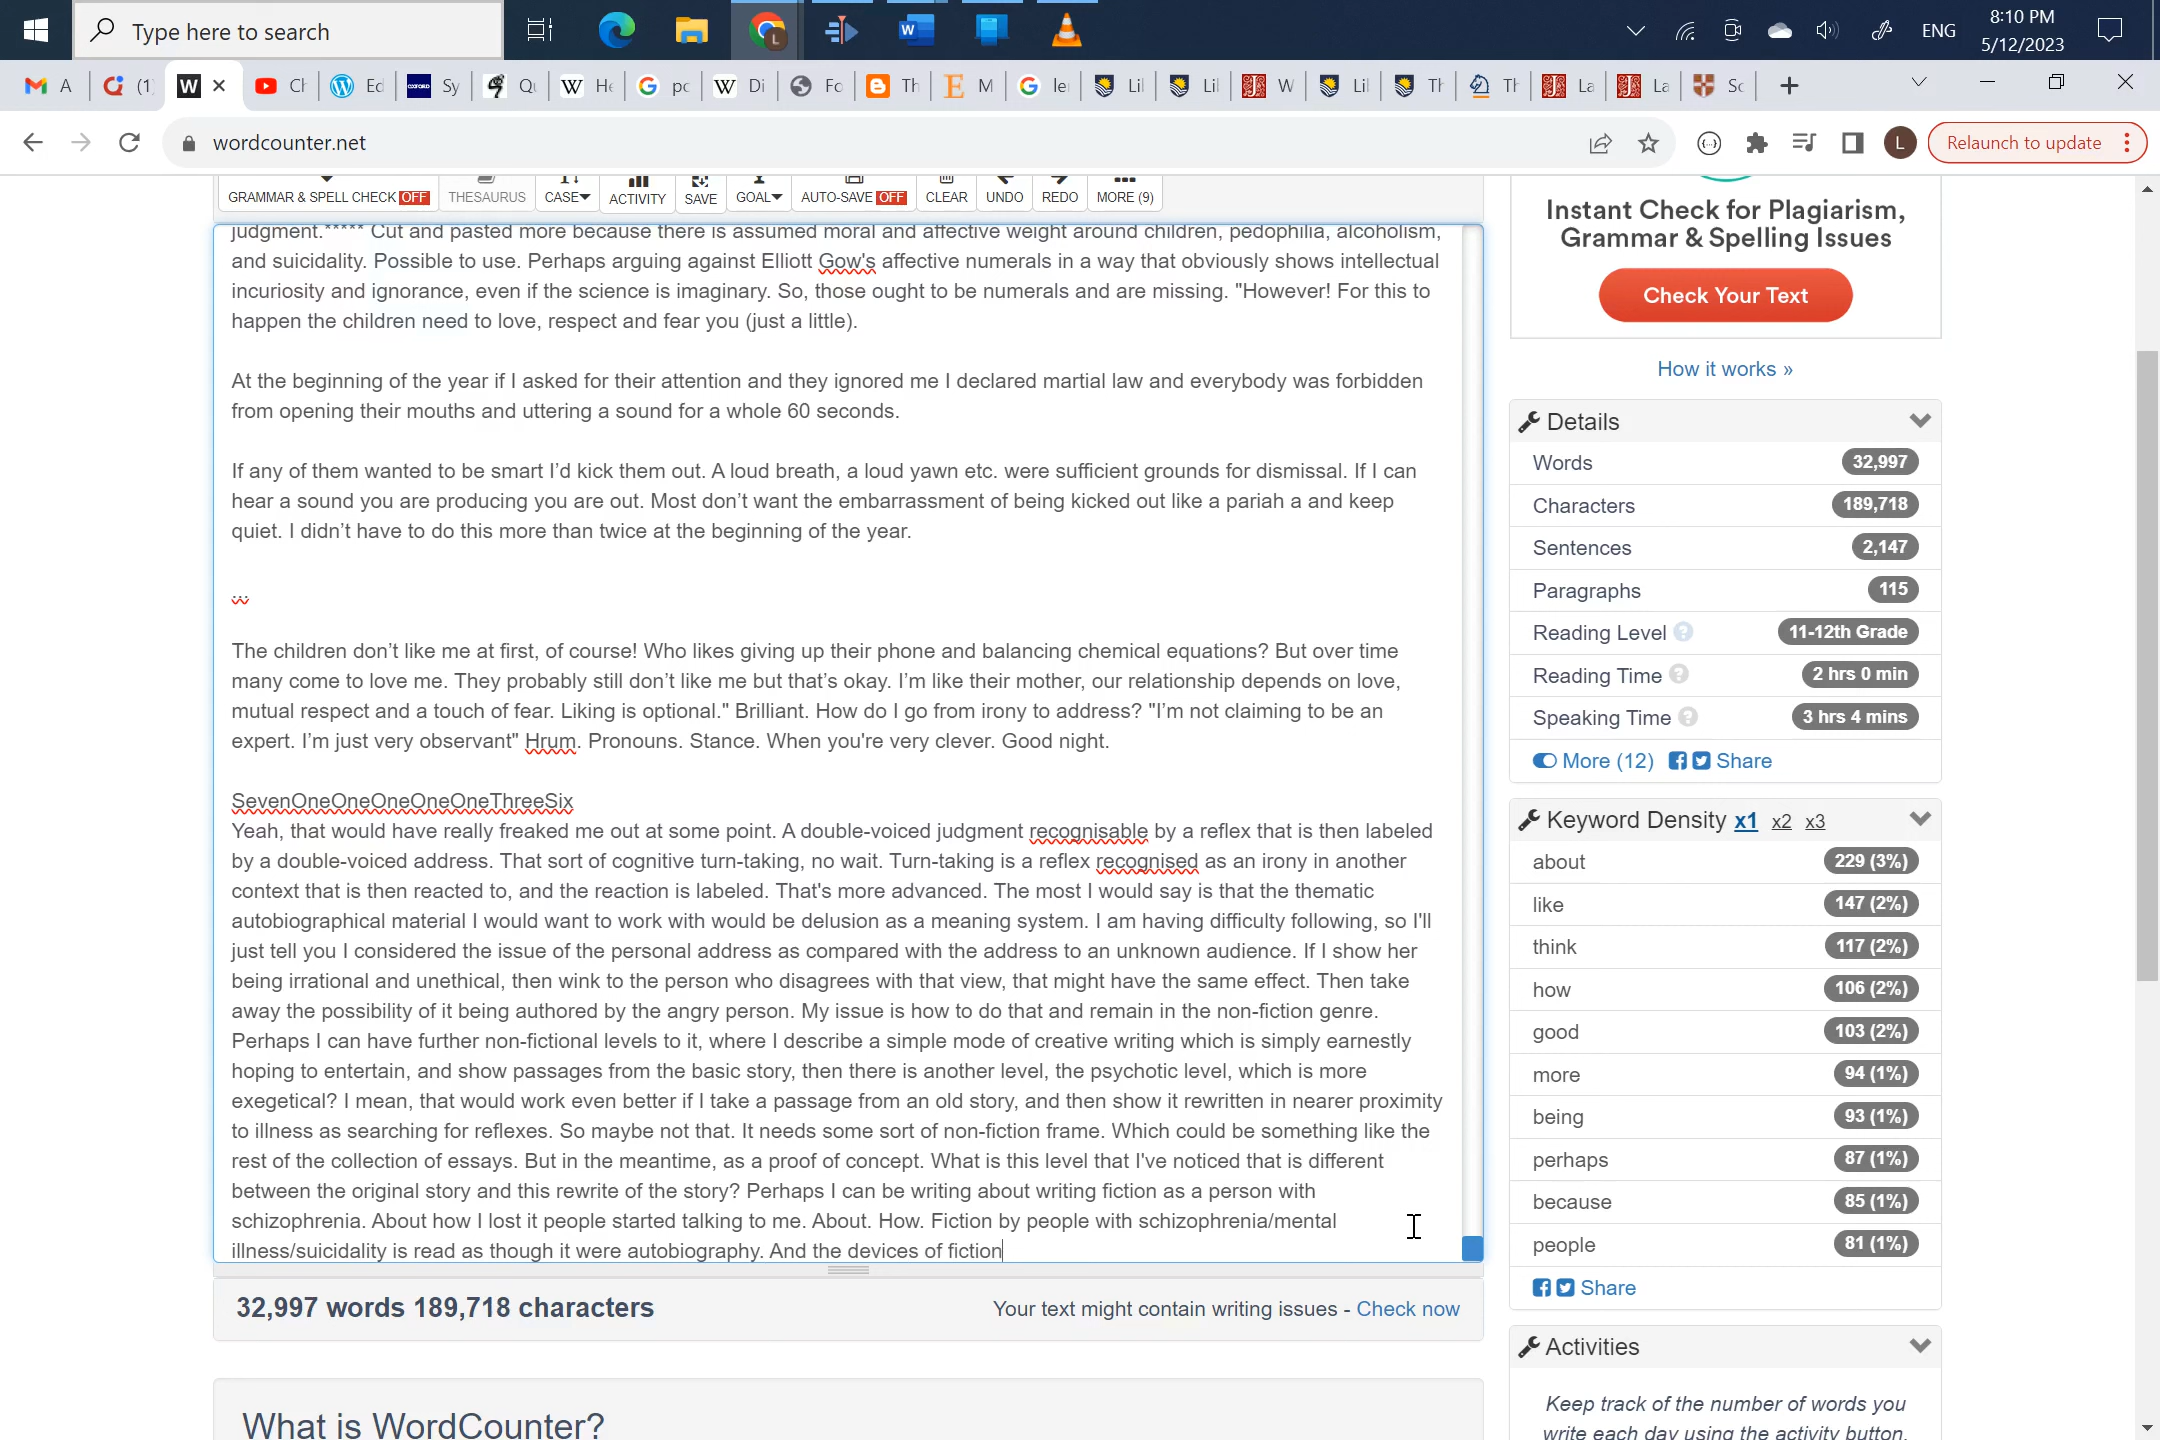 Type here to search
ENG
8:10 PM
5/12/2023
A
(1)
W
Ch
Ed
Sy
Qu
He
pc
Di
Fo
Th
M
le
Lil
Lil
W
Lil
Th
Th
La
La
Sc
wordcounter.net
L
Relaunch to update
GRAMMAR & SPELL CHECK OFF
THESAURUS
CASE
ACTIVITY
SAVE
GOAL
AUTO-SAVE OFF
CLEAR
UNDO
REDO
MORE (9)
judgment.***** Cut and pasted more because there is assumed moral and affective weight around children, pedophilia, alcoholism,
and suicidality. Possible to use. Perhaps arguing against Elliott Gow's affective numerals in a way that obviously shows intellectual
incuriosity and ignorance, even if the science is imaginary. So, those ought to be numerals and are missing. "However! For this to
happen the children need to love, respect and fear you (just a little).
At the beginning of the year if I asked for their attention and they ignored me I declared martial law and everybody was forbidden
from opening their mouths and uttering a sound for a whole 60 seconds.
If any of them wanted to be smart I’d kick them out. A loud breath, a loud yawn etc. were sufficient grounds for dismissal. If I can
hear a sound you are producing you are out. Most don’t want the embarrassment of being kicked out like a pariah a and keep
quiet. I didn’t have to do this more than twice at the beginning of the year.
...
The children don’t like me at first, of course! Who likes giving up their phone and balancing chemical equations? But over time
many come to love me. They probably still don’t like me but that’s okay. I’m like their mother, our relationship depends on love,
mutual respect and a touch of fear. Liking is optional." Brilliant. How do I go from irony to address? "I’m not claiming to be an
expert. I’m just very observant" Hrum. Pronouns. Stance. When you're very clever. Good night.
SevenOneOneOneOneOneThreeSix
Yeah, that would have really freaked me out at some point. A double-voiced judgment recognisable by a reflex that is then labeled
by a double-voiced address. That sort of cognitive turn-taking, no wait. Turn-taking is a reflex recognised as an irony in another
context that is then reacted to, and the reaction is labeled. That's more advanced. The most I would say is that the thematic
autobiographical material I would want to work with would be delusion as a meaning system. I am having difficulty following, so I'll
just tell you I considered the issue of the personal address as compared with the address to an unknown audience. If I show her
being irrational and unethical, then wink to the person who disagrees with that view, that might have the same effect. Then take
away the possibility of it being authored by the angry person. My issue is how to do that and remain in the non-fiction genre.
Perhaps I can have further non-fictional levels to it, where I describe a simple mode of creative writing which is simply earnestly
hoping to entertain, and show passages from the basic story, then there is another level, the psychotic level, which is more
exegetical? I mean, that would work even better if I take a passage from an old story, and then show it rewritten in nearer proximity
to illness as searching for reflexes. So maybe not that. It needs some sort of non-fiction frame. Which could be something like the
rest of the collection of essays. But in the meantime, as a proof of concept. What is this level that I've noticed that is different
between the original story and this rewrite of the story? Perhaps I can be writing about writing fiction as a person with
schizophrenia. About how I lost it people started talking to me. About. How. Fiction by people with schizophrenia/mental
illness/suicidality is read as though it were autobiography. And the devices of fiction
32,997 words 189,718 characters
Your text might contain writing issues - Check now
What is WordCounter?
Instant Check for Plagiarism,
Grammar & Spelling Issues
Check Your Text
How it works »
Details
Words 32,997
Characters 189,718
Sentences 2,147
Paragraphs 115
Reading Level 11-12th Grade
Reading Time 2 hrs 0 min
Speaking Time 3 hrs 4 mins
More (12) Share
Keyword Density x1 x2 x3
about 229 (3%)
like 147 (2%)
think 117 (2%)
how 106 (2%)
good 103 (2%)
more 94 (1%)
being 93 (1%)
perhaps 87 (1%)
because 85 (1%)
people 81 (1%)
Share
Activities
Keep track of the number of words you
write each day using the activity button.